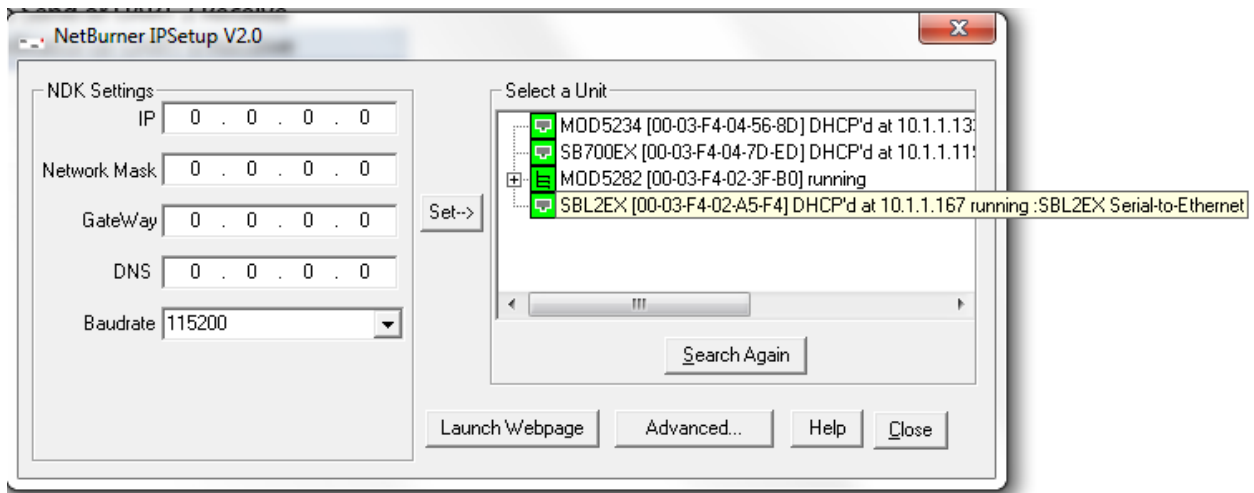 NetBurner IPSetup V2.0
NDK Settings
IP 0 . 0 . 0 . 0
Network Mask 0 . 0 . 0 . 0
GateWay 0 . 0 . 0 . 0
DNS 0 . 0 . 0 . 0
Baudrate 115200
Set-->
Select a Unit
MOD5234 [00-03-F4-04-56-8D] DHCP'd at 10.1.1.13
SB700EX [00-03-F4-04-7D-ED] DHCP'd at 10.1.1.11
MOD5282 [00-03-F4-02-3F-B0] running
SBL2EX [00-03-F4-02-A5-F4] DHCP'd at 10.1.1.167 running :SBL2EX Serial-to-Ethernet
Search Again
Launch Webpage
Advanced...
Help
Close